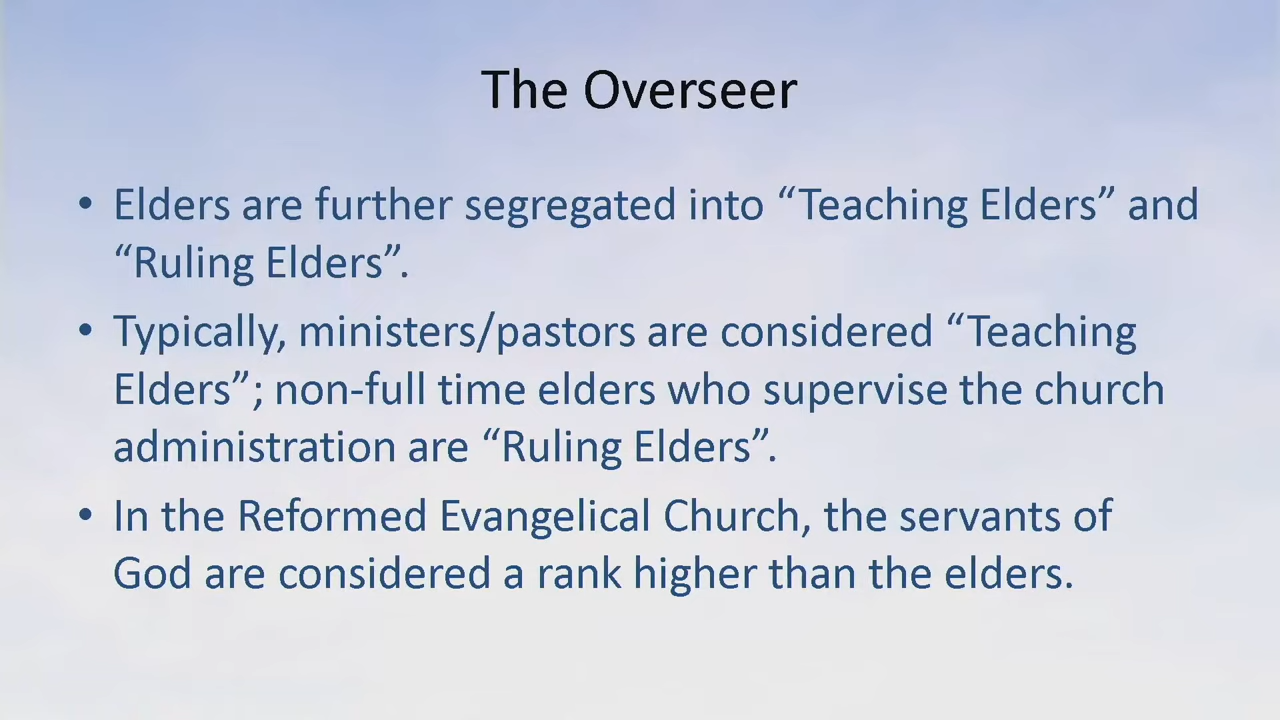 The Overseer
• Elders are further segregated into “Teaching Elders” and
“Ruling Elders”.
• Typically, ministers/pastors are considered “Teaching
Elders”; non-full time elders who supervise the church
administration are “Ruling Elders”.
• In the Reformed Evangelical Church, the servants of
God are considered a rank higher than the elders.